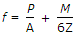 f = P/A + M/6Z